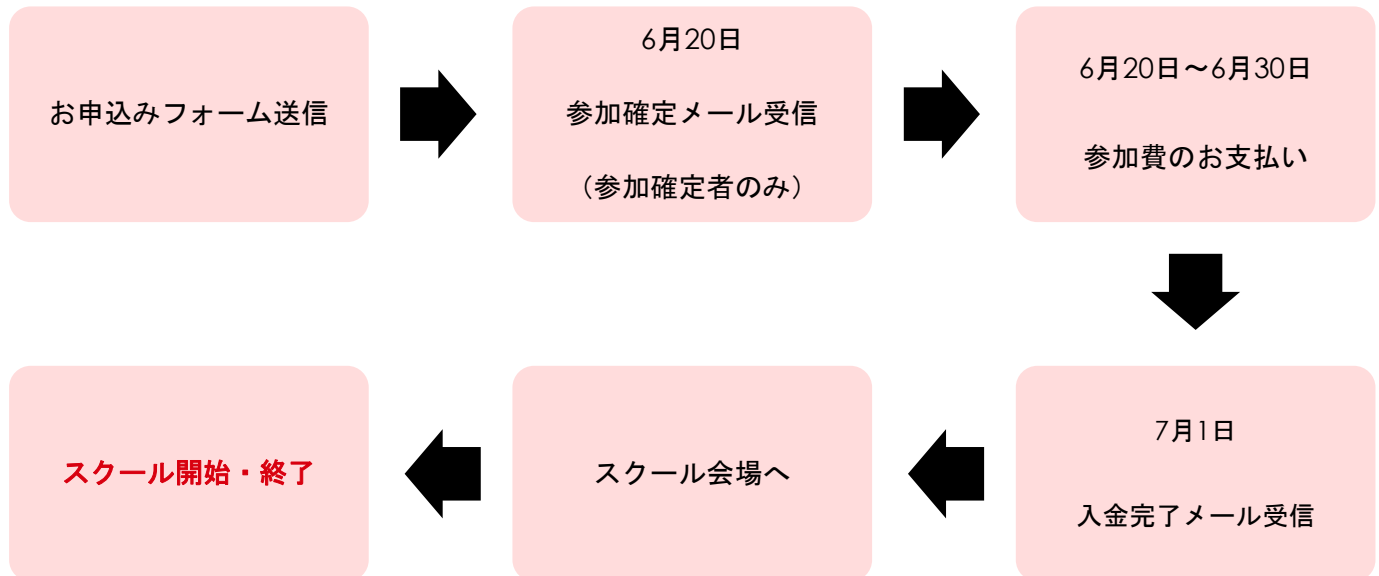 お申込みフォーム送信
6月20日
参加確定メール受信
（参加確定者のみ）
6月20日～6月30日
参加費のお支払い
7月1日
入金完了メール受信
スクール会場へ
スクール開始・終了